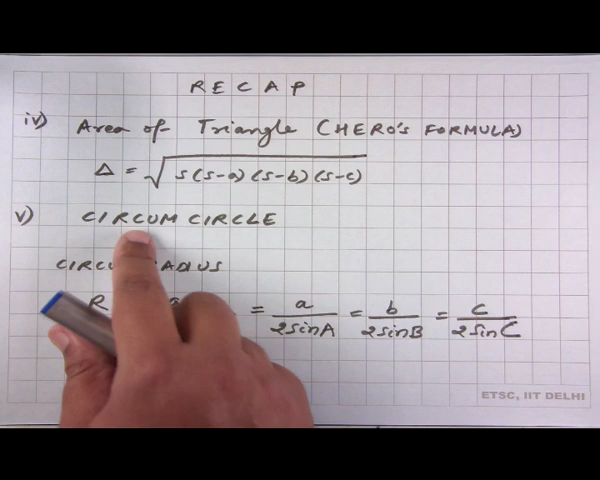 RECAP
iv) Area of Triangle (HERO'S FORMULA)
Δ = √s(s-a)(s-b)(s-c)
v) CIRCUM CIRCLE
R = a/2sinA = b/2sinB = c/2sinC
ETSC, IIT DELHI